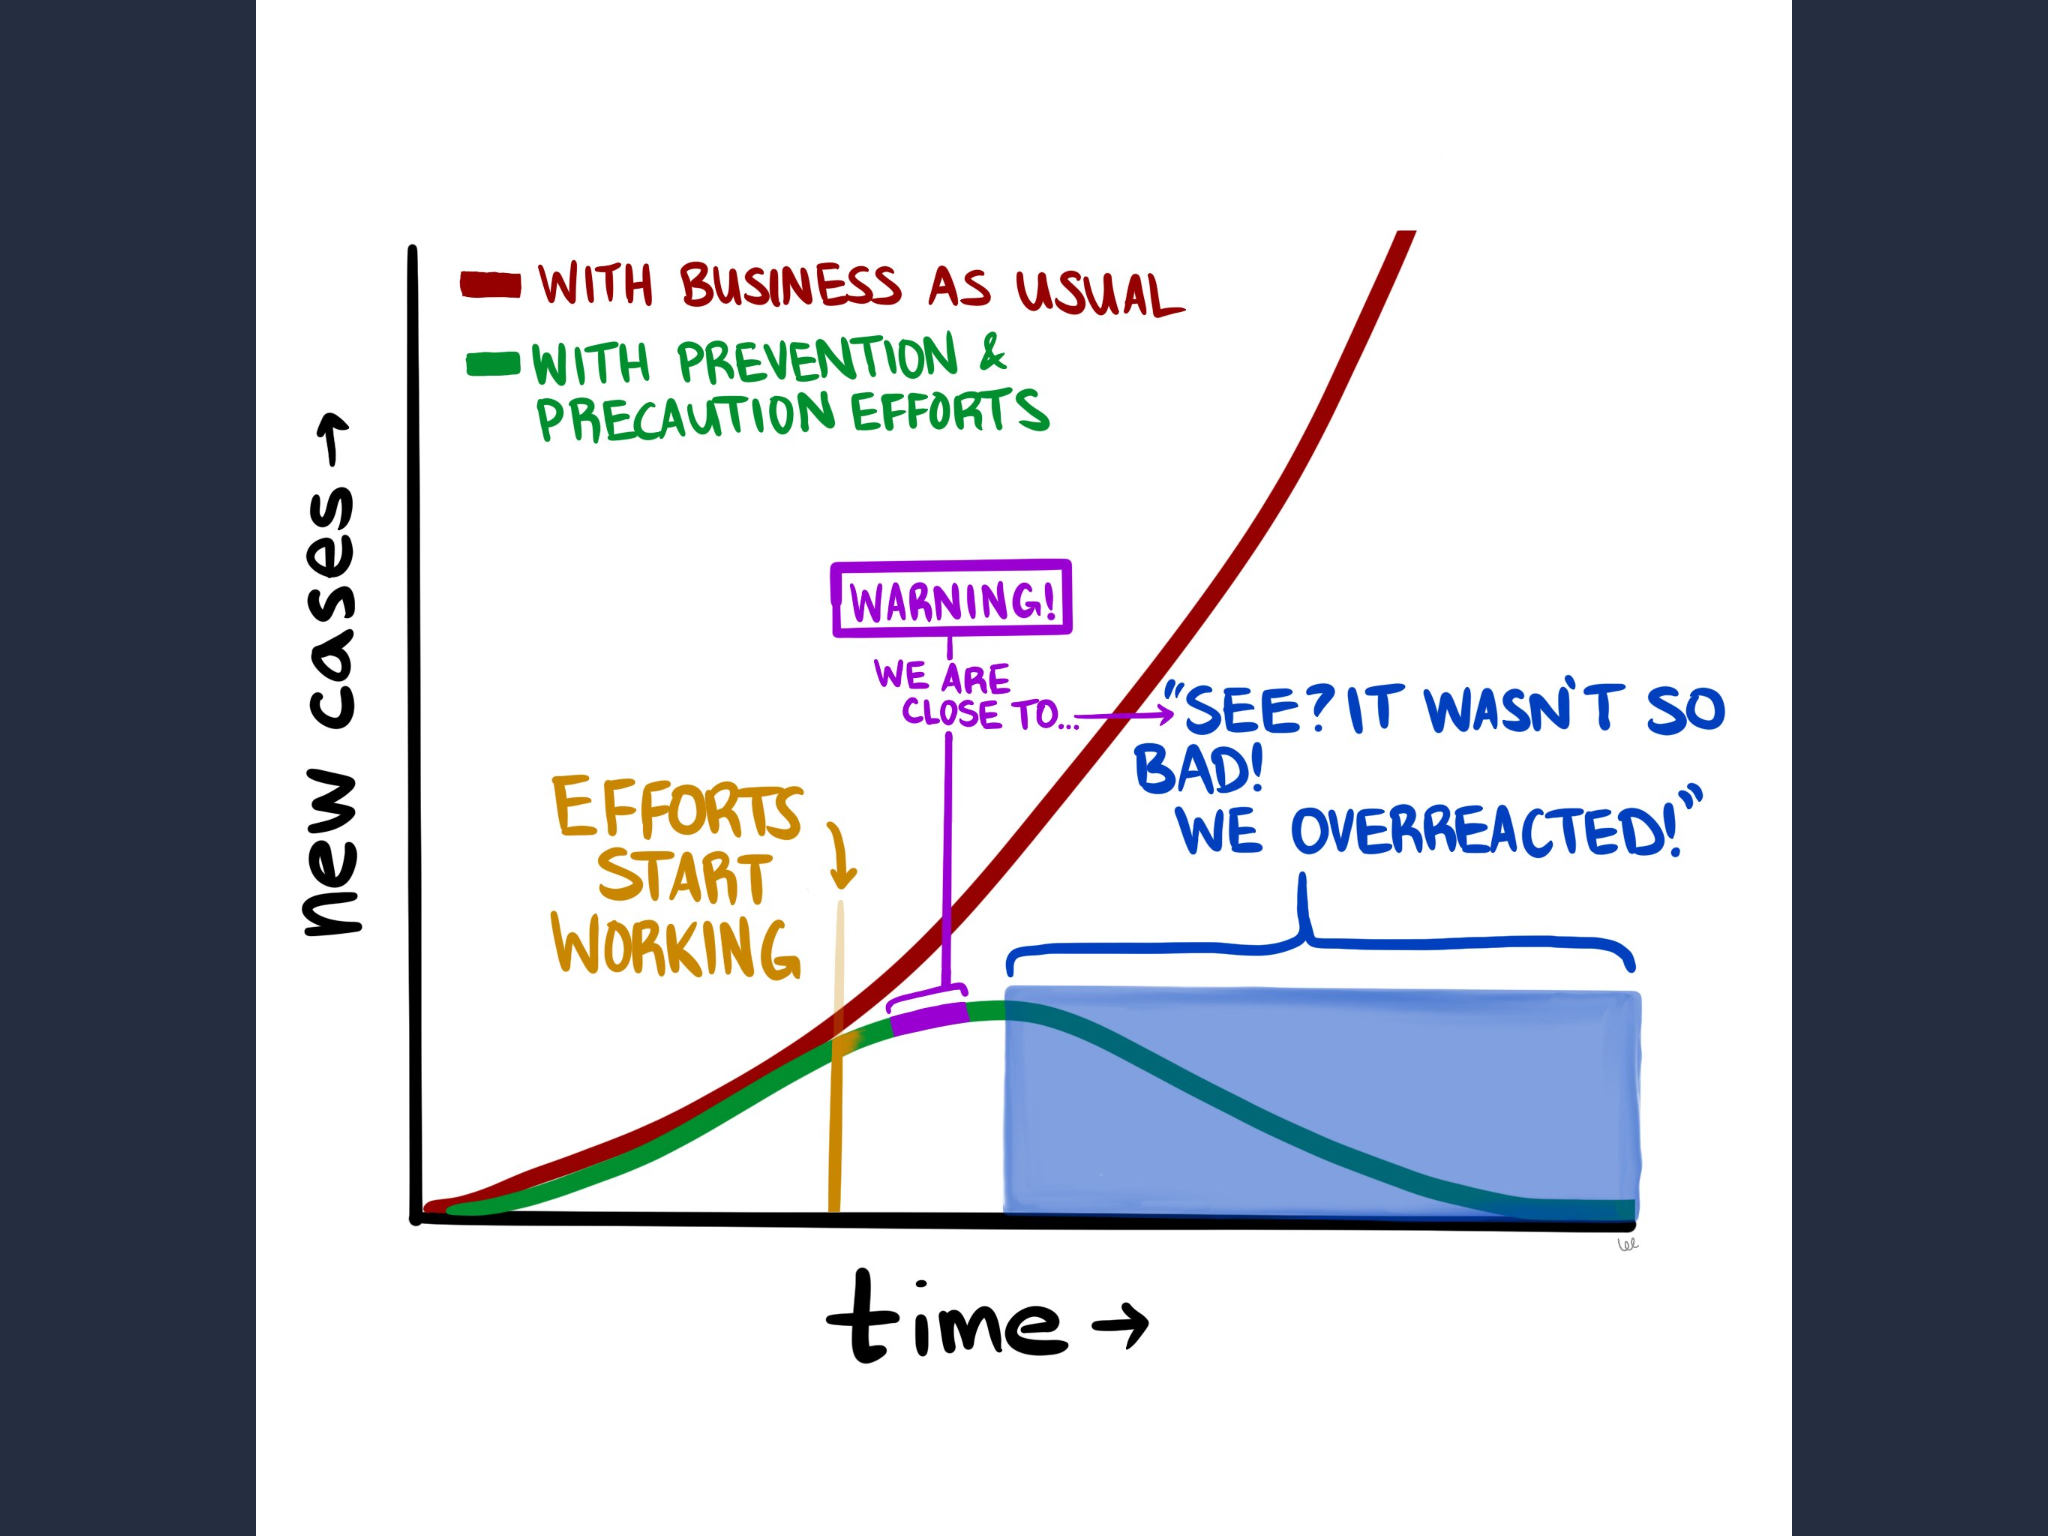 WITH BUSINESS AS USUAL
WITH PREVENTION &
PRECAUTION EFFORTS
new cases →
WARNING!
WE ARE
CLOSE TO...
"SEE? IT WASN'T SO
BAD!
WE OVERREACTED!"
EFFORTS
START
WORKING
time →
lee